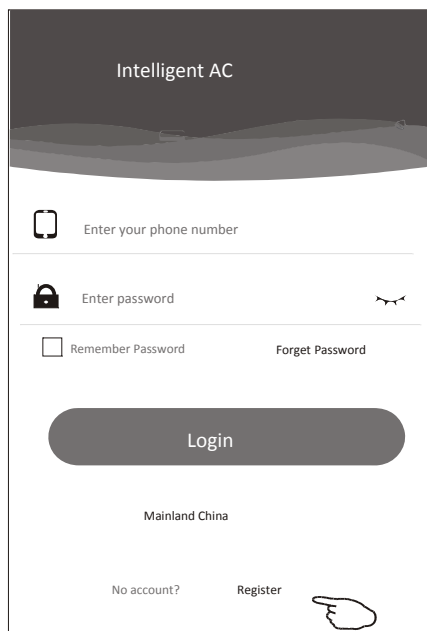 Intelligent AC
Enter your phone number
Enter password
Remember Password Forget Password
Login
Mainland China
No account? Register